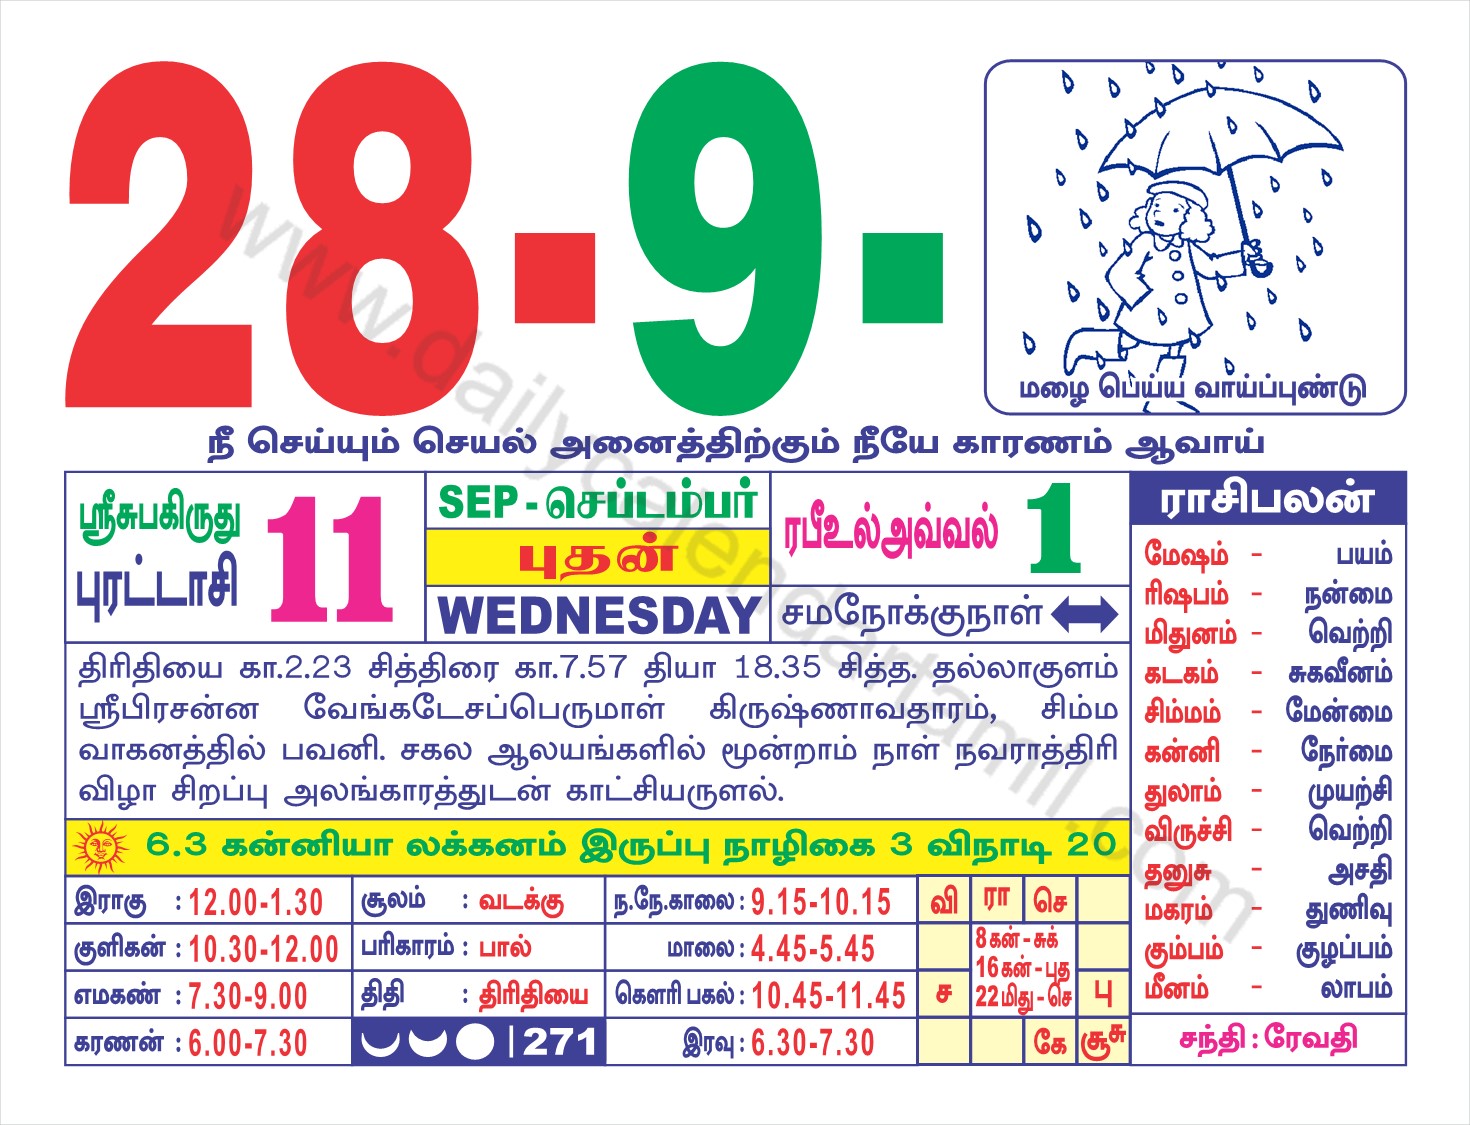 28-9-
மழை பெய்ய வாய்ப்புண்டு
நீ செய்யும் செயல் அனைத்திற்கும் நீயே காரணம் ஆவாய்
ஸ்ரீசுபகிருது
புரட்டாசி 11
SEP - செப்டம்பர்
புதன்
WEDNESDAY
ரபீஉல்அவ்வல் 1
சமநோக்குநாள்
திரிதியை கா.2.23 சித்திரை கா.7.57 தியா 18.35 சித்த. தல்லாகுளம்
ஸ்ரீபிரசன்ன வேங்கடேசப்பெருமாள் கிருஷ்ணாவதாரம், சிம்ம
வாகனத்தில் பவனி. சகல ஆலயங்களில் மூன்றாம் நாள் நவராத்திரி
விழா சிறப்பு அலங்காரத்துடன் காட்சியருளல்.
6.3 கன்னியா லக்கனம் இருப்பு நாழிகை 3 விநாடி 20
இராகு : 12.00-1.30
குளிகன் : 10.30-12.00
எமகண் : 7.30-9.00
கரணன் : 6.00-7.30
சூலம் : வடக்கு
பரிகாரம் : பால்
திதி : திரிதியை
271
ந.நே.காலை : 9.15-10.15
மாலை : 4.45-5.45
கௌரி பகல் : 10.45-11.45
இரவு : 6.30-7.30
வி ரா செ
8 கன் - சுக்
16 கன் - புத
ச 22 மிது - செ பு
கே சூசு
ராசிபலன்
மேஷம் - பயம்
ரிஷபம் - நன்மை
மிதுனம் - வெற்றி
கடகம் - சுகவீனம்
சிம்மம் - மேன்மை
கன்னி - நேர்மை
துலாம் - முயற்சி
விருச்சி - வெற்றி
தனுசு - அசதி
மகரம் - துணிவு
கும்பம் - குழப்பம்
மீனம் - லாபம்
சந்தி : ரேவதி
www.dailycalendartamil.com